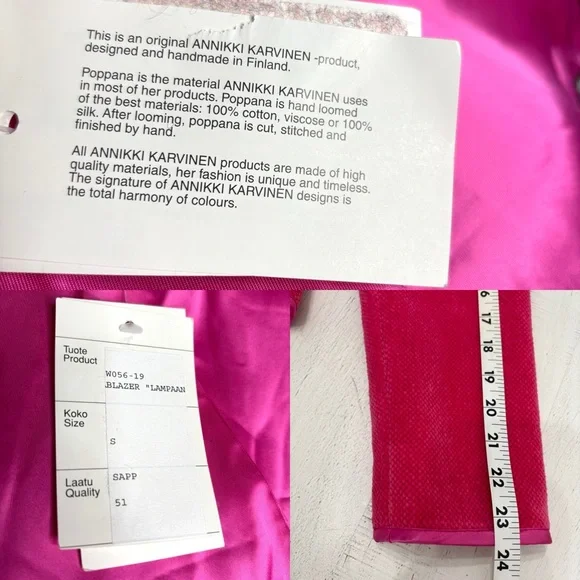 This is an original ANNIKKI KARVINEN -product,
designed and handmade in Finland.
Poppana is the material ANNIKKI KARVINEN uses
in most of her products. Poppana is hand loomed
of the best materials: 100% cotton, viscose or 100%
silk. After looming, poppana is cut, stitched and
finished by hand.
All ANNIKKI KARVINEN products are made of high
quality materials, her fashion is unique and timeless.
The signature of ANNIKKI KARVINEN designs is
the total harmony of colours.
Tuote
Product
W056-19
BLAZER "LAMPAAN
Koko
Size
S
Laatu
Quality
SAPP
51
6
17
18
19
20
21
22
23
24